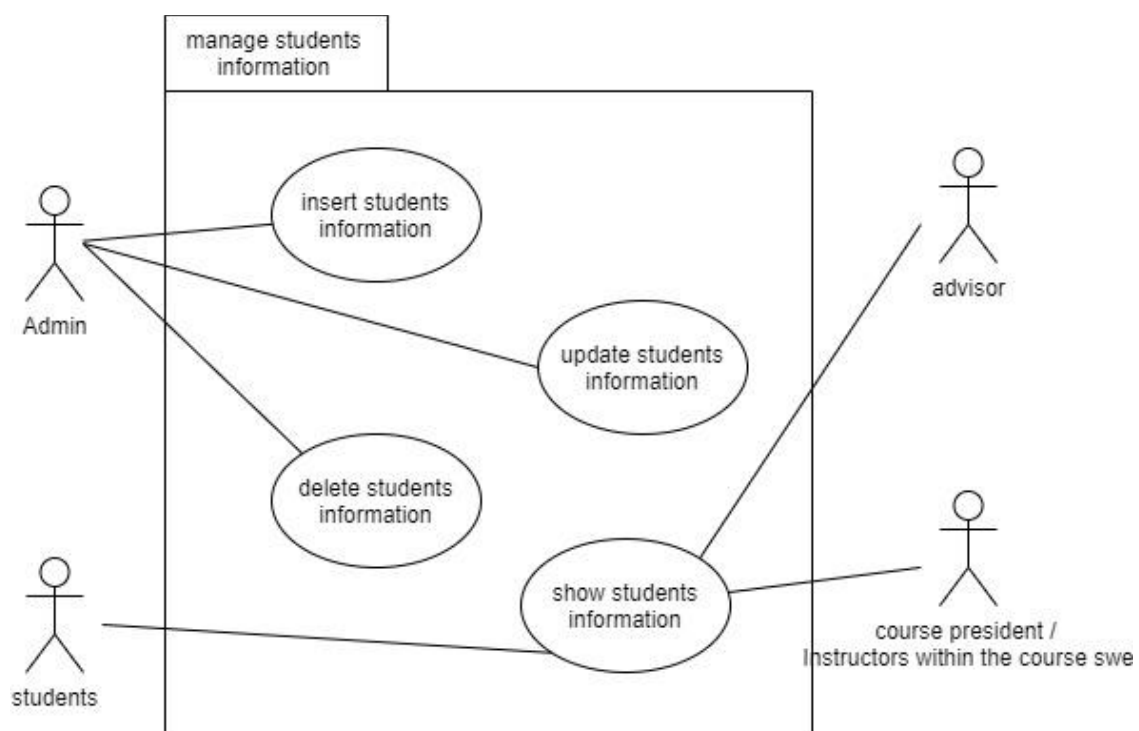 manage students
information
insert students
information
Admin
advisor
update students
information
delete students
information
show students
information
students
course president /
Instructors within the course swe